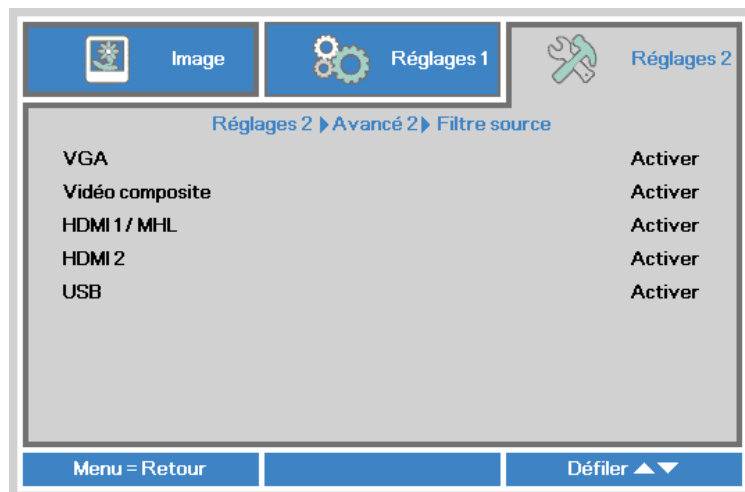 Image Réglages 1 Réglages 2
Réglages 2 Avancé 2 Filtre source
VGA Activer
Vidéo composite Activer
HDMI 1 / MHL Activer
HDMI 2 Activer
USB Activer
Menu = Retour Défiler